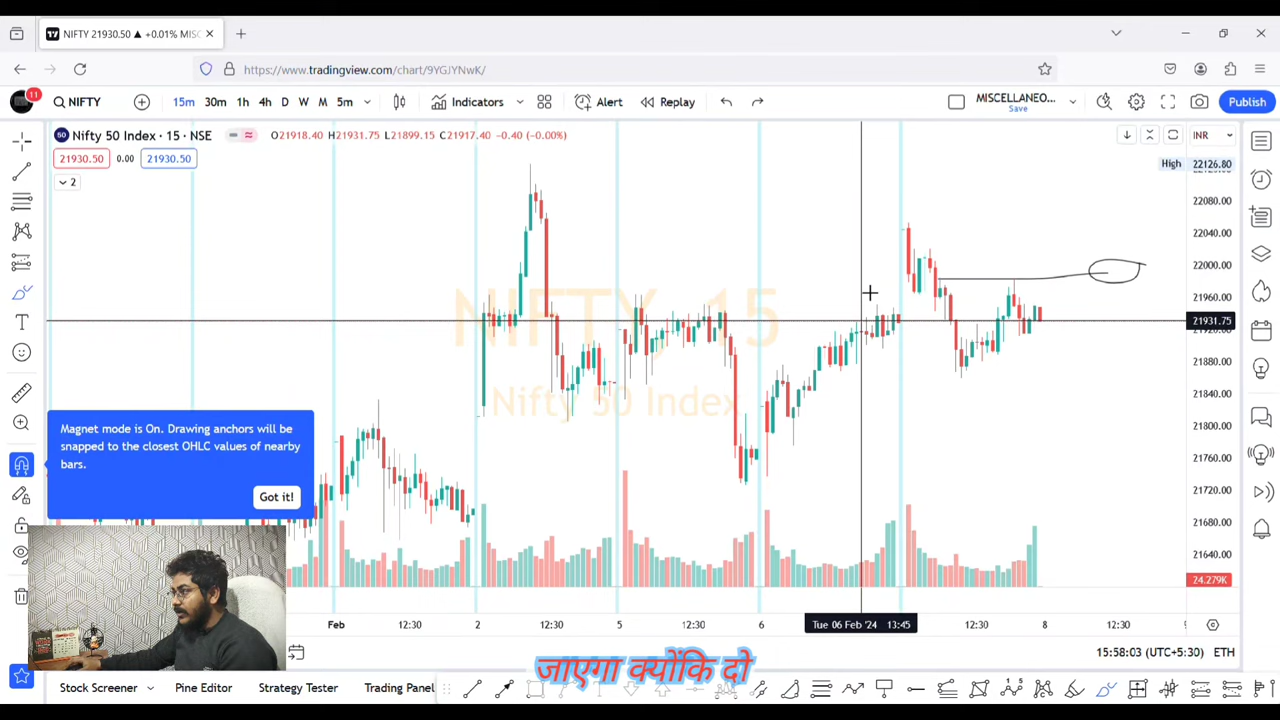 NIFTY 21930.50 ▲ +0.01% MISC
https://www.tradingview.com/chart/9YGJYNwK/
11 NIFTY 15m 30m 1h 4h D W M 5m Indicators Alert Replay MISCELLANEO... Save Publish
Nifty 50 Index · 15 · NSE O21918.40 H21931.75 L21899.15 C21917.40 -0.40 (-0.00%) INR
21930.50 0.00 21930.50
High 22126.80
2
22080.00
22040.00
22000.00
21960.00
NIFTY, 15
21931.75
21880.00
21840.00
Nifty 50 Index
21800.00
Magnet mode is On. Drawing anchors will be
snapped to the closest OHLC values of nearby
bars.
21760.00
21720.00
Got it!
21680.00
21640.00
24.279K
Feb 12:30 2 12:30 5 12:30 6 Tue 06 Feb '24 13:45 12:30 8 12:30
15:58:03 (UTC+5:30) ETH
जाएगा क्योंकि दो
Stock Screener Pine Editor Strategy Tester Trading Panel